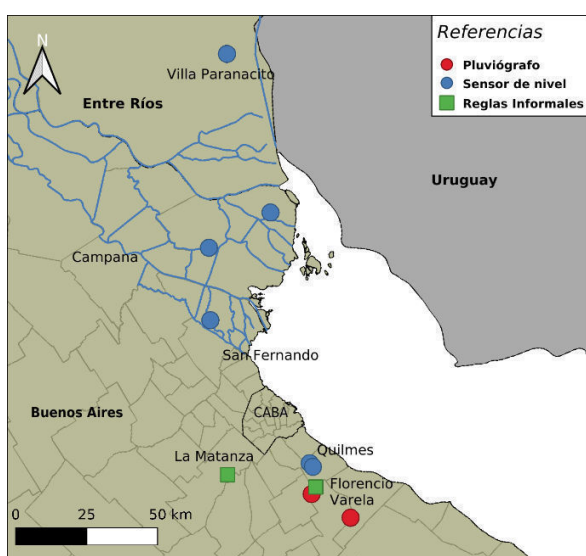 N
Referencias
Pluviógrafo
Sensor de nivel
Reglas Informales
Villa Paranacito
Entre Ríos
Uruguay
Campana
San Fernando
Buenos Aires
CABA
La Matanza
Quilmes
Florencio
Varela
0 25 50 km